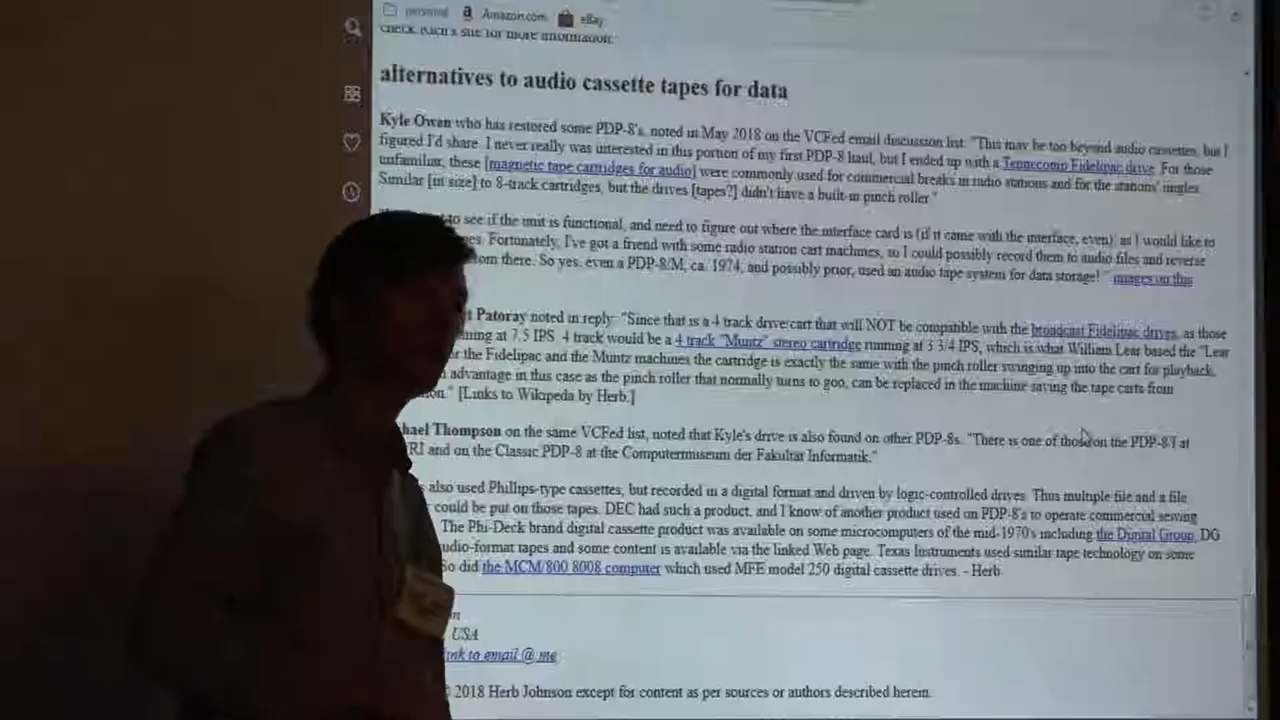 personal a Amazon.com eBay
check Rich's site for more information.
alternatives to audio cassette tapes for data
Kyle Owen who has restored some PDP-8's, noted in May 2018 on the VCFed email discussion list: "This may be too beyond audio cassettes, but I
figured I'd share. I never really was interested in this portion of my first PDP-8 haul, but I ended up with a Tennecomp Fidelipac drive. For those
unfamiliar, these [magnetic tape cartridges for audio] were commonly used for commercial breaks in radio stations and for the stations' jingles.
Similar [in size] to 8-track cartridges, but the drives [tapes?] didn't have a built-in pinch roller."
to see if the unit is functional, and need to figure out where the interface card is (if it came with the interface, even), as I would like to
Fortunately, I've got a friend with some radio station cart machines, so I could possibly record them to audio files and reverse
from there. So yes, even a PDP-8/M, ca. 1974, and possibly prior, used an audio tape system for data storage! " images on this
Patoray noted in reply: "Since that is a 4 track drive/cart that will NOT be compatible with the broadcast Fidelipac drives, as those
at 7.5 IPS. 4 track would be a 4 track "Muntz" stereo cartridge running at 3 3/4 IPS, which is what William Lear based the "Lear
the Fidelipac and the Muntz machines the cartridge is exactly the same with the pinch roller swinging up into the cart for playback.
advantage in this case as the pinch roller that normally turns to goo, can be replaced in the machine saving the tape carts from
" [Links to Wikipeda by Herb.]
hael Thompson on the same VCFed list, noted that Kyle's drive is also found on other PDP-8s. "There is one of those on the PDP-8/I at
RI and on the Classic PDP-8 at the Computermuseum der Fakultat Informatik."
also used Phillips-type cassettes, but recorded in a digital format and driven by logic-controlled drives. Thus multiple file and a file
could be put on those tapes. DEC had such a product, and I know of another product used on PDP-8's to operate commercial sewing
The Phi-Deck brand digital cassette product was available on some microcomputers of the mid-1970's including the Digital Group. DG
audio-format tapes and some content is available via the linked Web page. Texas Instruments used similar tape technology on some
So did the MCM/800 8008 computer which used MFE model 250 digital cassette drives. - Herb
USA
link to email @ me
2018 Herb Johnson except for content as per sources or authors described herein.